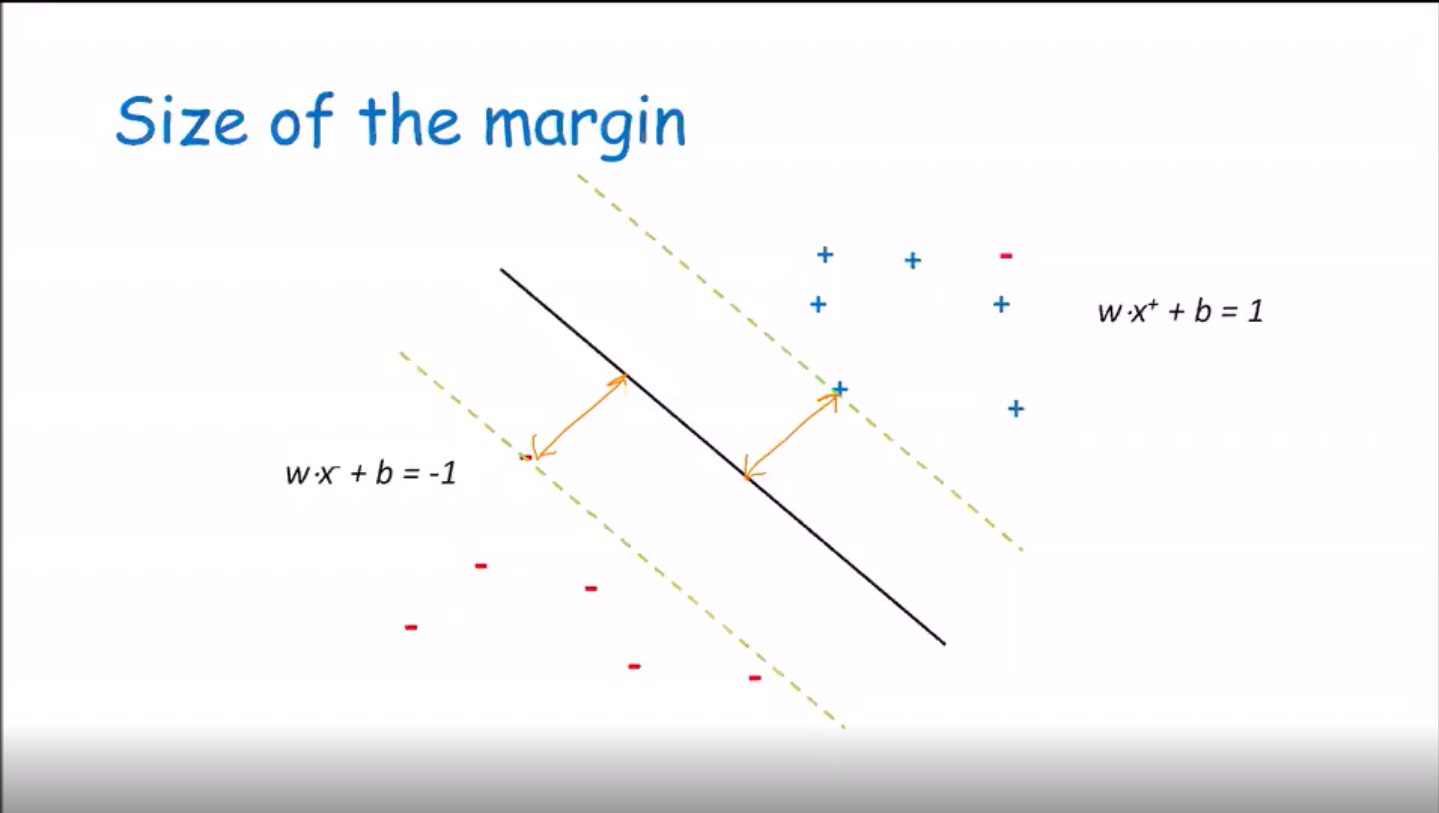 Size of the margin
w·x⁺ + b = 1
w·x⁻ + b = -1